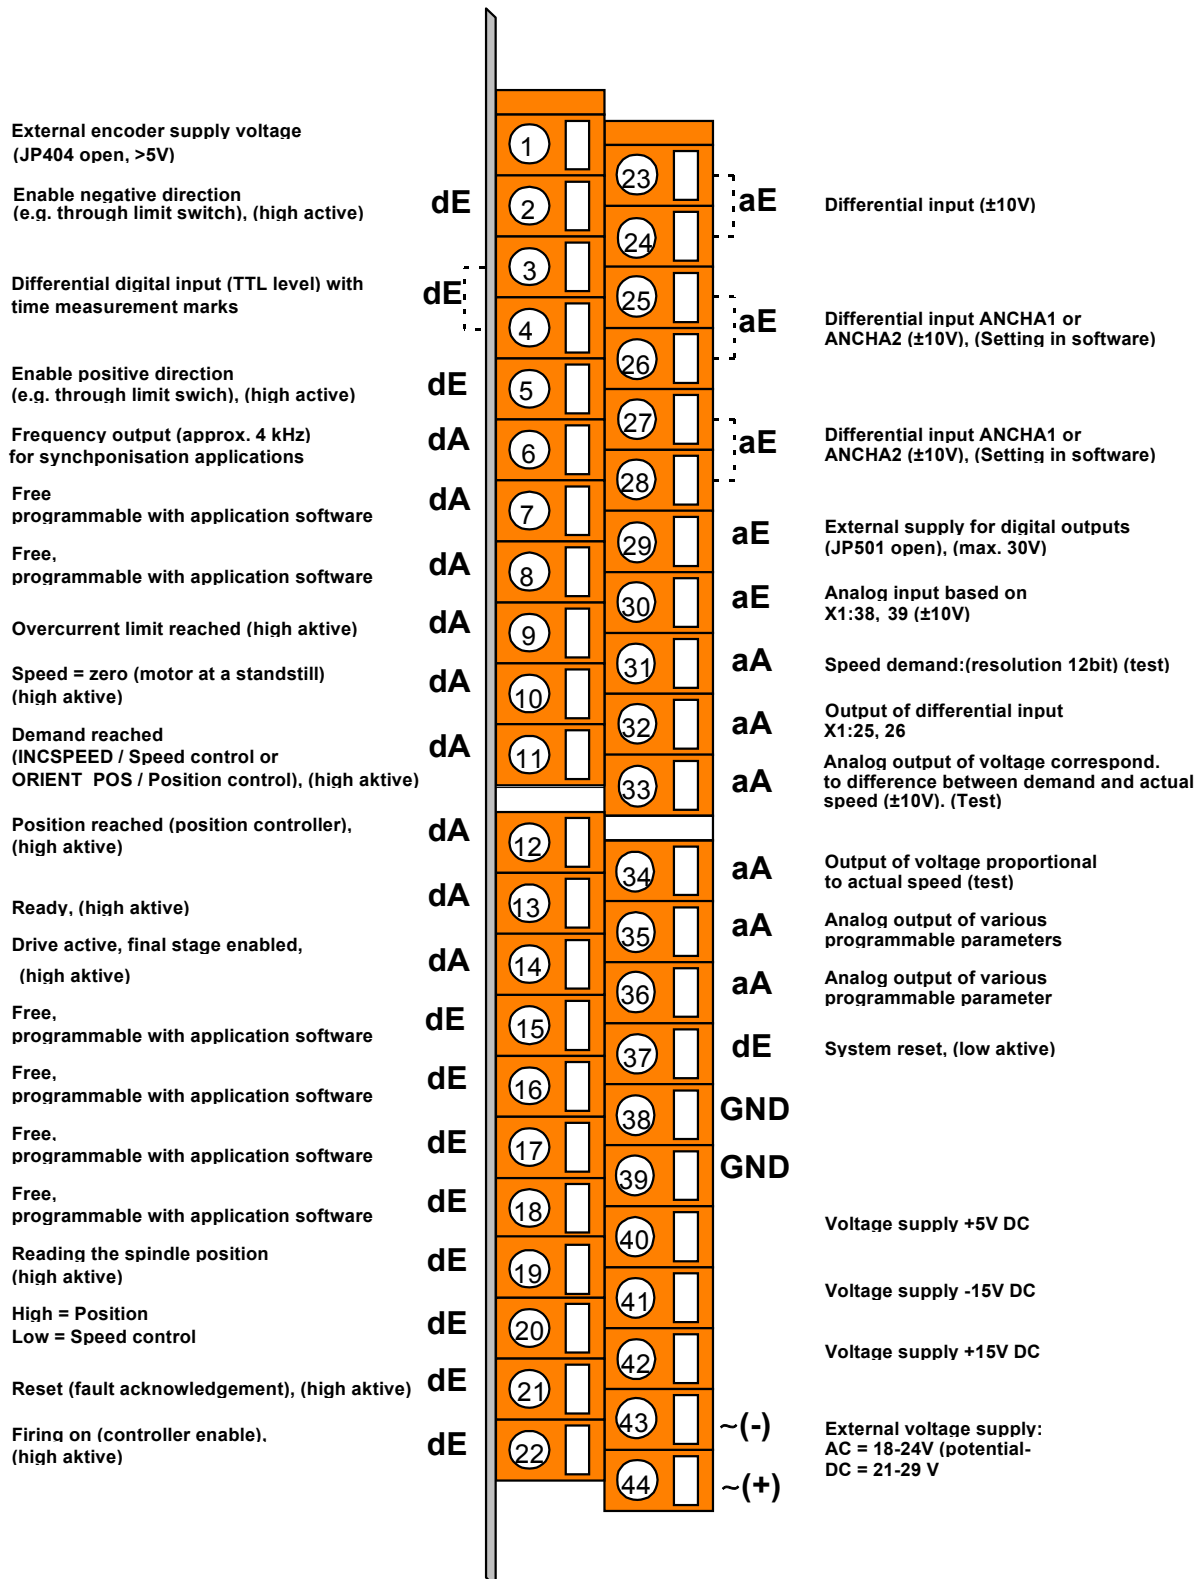 External encoder supply voltage
(JP404 open, >5V)
1
Enable negative direction
(e.g. through limit switch), (high active)
dE
2
Differential digital input (TTL level) with
time measurement marks
dE
3
4
Enable positive direction
(e.g. through limit swich), (high active)
dE
5
Frequency output (approx. 4 kHz)
for synchponisation applications
dA
6
Free
programmable with application software
dA
7
Free,
programmable with application software
dA
8
Overcurrent limit reached (high aktive)
dA
9
Speed = zero (motor at a standstill)
(high aktive)
dA
10
Demand reached
(INCSPEED / Speed control or
ORIENT POS / Position control), (high aktive)
dA
11
Position reached (position controller),
(high aktive)
dA
12
Ready, (high aktive)
dA
13
Drive active, final stage enabled,
(high aktive)
dA
14
Free,
programmable with application software
dE
15
Free,
programmable with application software
dE
16
Free,
programmable with application software
dE
17
Free,
programmable with application software
dE
18
Reading the spindle position
(high aktive)
dE
19
High = Position
Low = Speed control
dE
20
Reset (fault acknowledgement), (high aktive)
dE
21
Firing on (controller enable),
(high aktive)
dE
22
23
24
aE
Differential input (±10V)
25
26
aE
Differential input ANCHA1 or
ANCHA2 (±10V), (Setting in software)
27
28
aE
Differential input ANCHA1 or
ANCHA2 (±10V), (Setting in software)
29
aE
External supply for digital outputs
(JP501 open), (max. 30V)
30
aE
Analog input based on
X1:38, 39 (±10V)
31
aA
Speed demand:(resolution 12bit) (test)
32
aA
Output of differential input
X1:25, 26
33
aA
Analog output of voltage correspond.
to difference between demand and actual
speed (±10V). (Test)
34
aA
Output of voltage proportional
to actual speed (test)
35
aA
Analog output of various
programmable parameters
36
aA
Analog output of various
programmable parameter
37
dE
System reset, (low aktive)
38
GND
39
GND
40
Voltage supply +5V DC
41
Voltage supply -15V DC
42
Voltage supply +15V DC
43
~(-)
44
~(+)
External voltage supply:
AC = 18-24V (potential-
DC = 21-29 V